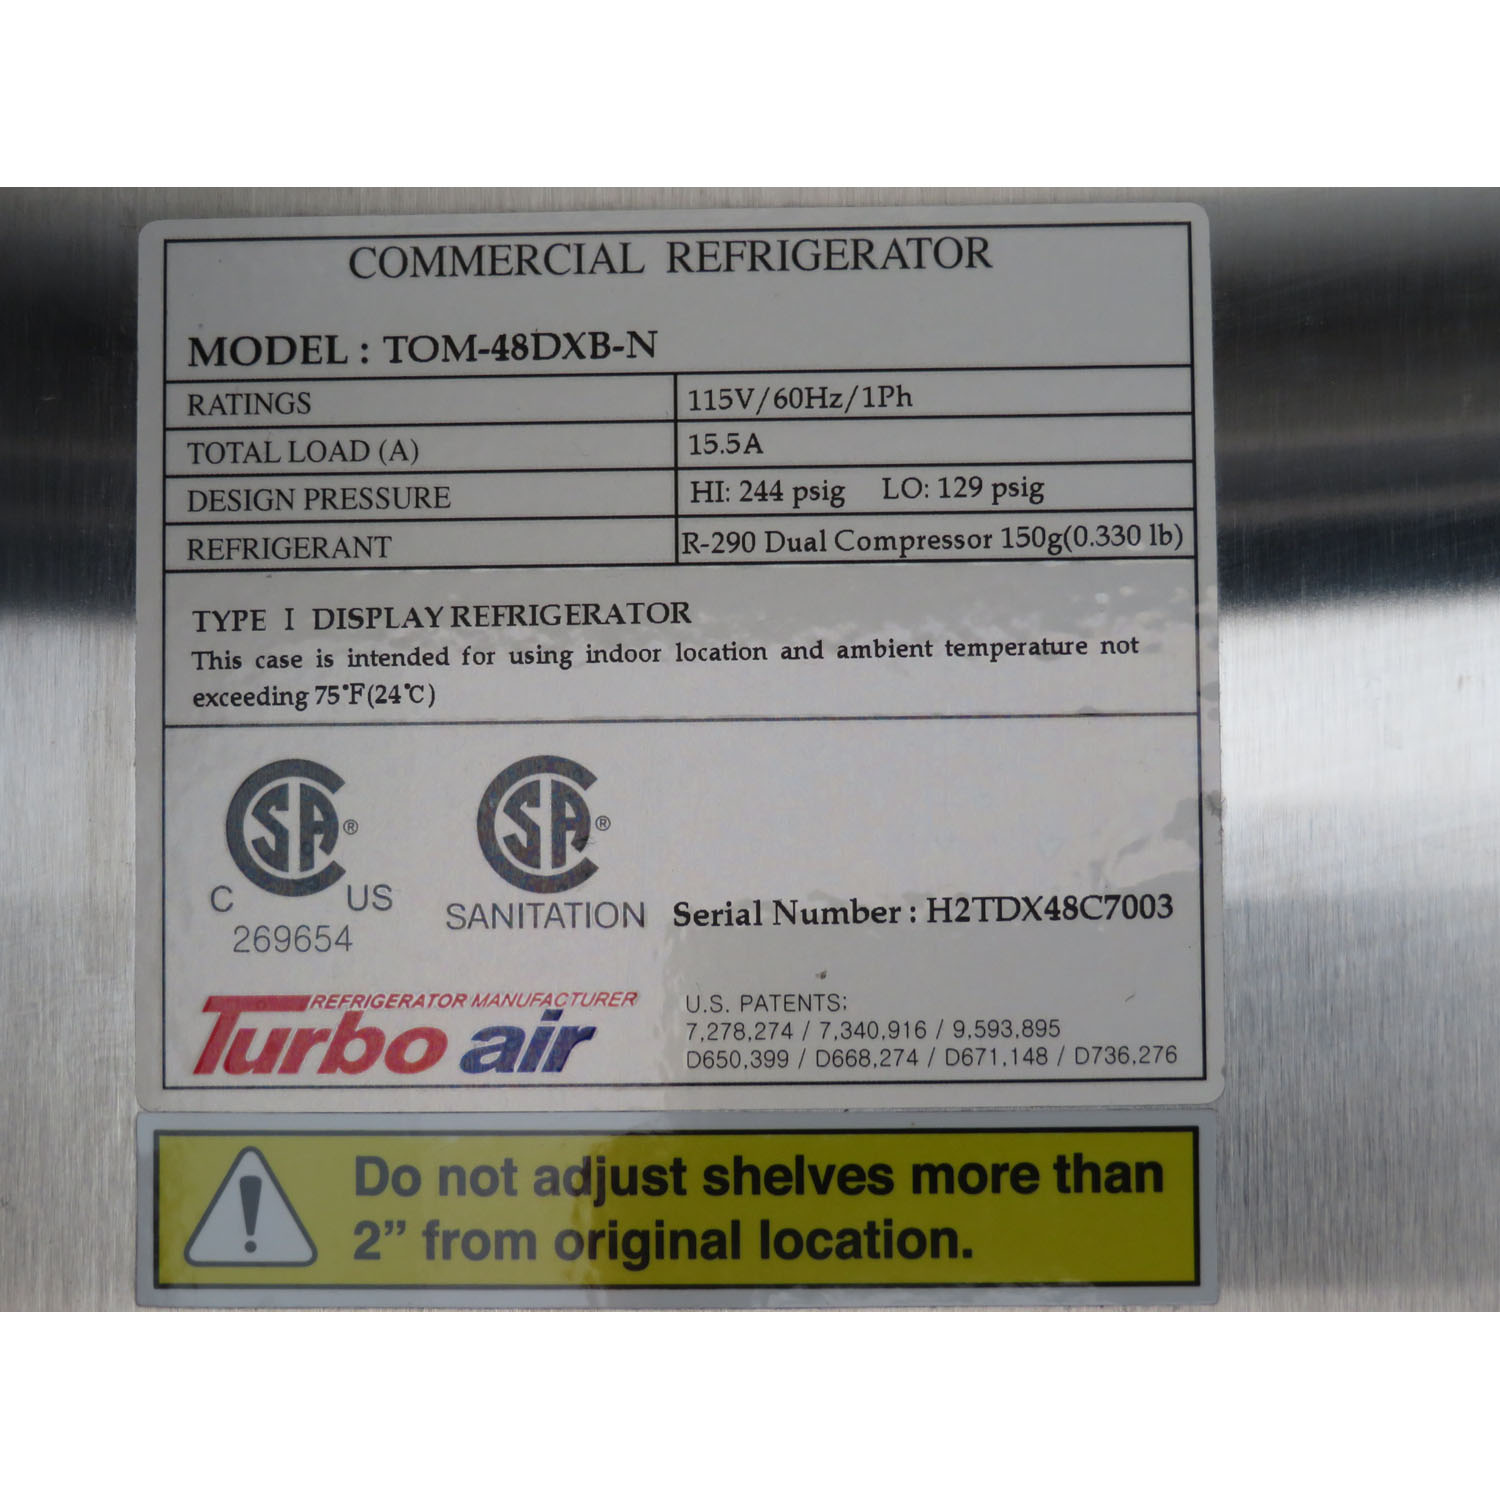 COMMERCIAL REFRIGERATOR
MODEL : TOM-48DXB-N
RATINGS 115V/60Hz/1Ph
TOTAL LOAD (A) 15.5A
DESIGN PRESSURE HI: 244 psig LO: 129 psig
REFRIGERANT R-290 Dual Compressor 150g(0.330 lb)
TYPE I DISPLAY REFRIGERATOR
This case is intended for using indoor location and ambient temperature not
exceeding 75°F(24°C)
CSA® CSA®
C US
269654
SANITATION
Serial Number : H2TDX48C7003
REFRIGERATOR MANUFACTURER
Turbo air
U.S. PATENTS:
7,278,274 / 7,340,916 / 9,593,895
D650,399 / D668,274 / D671,148 / D736,276
Do not adjust shelves more than
2” from original location.